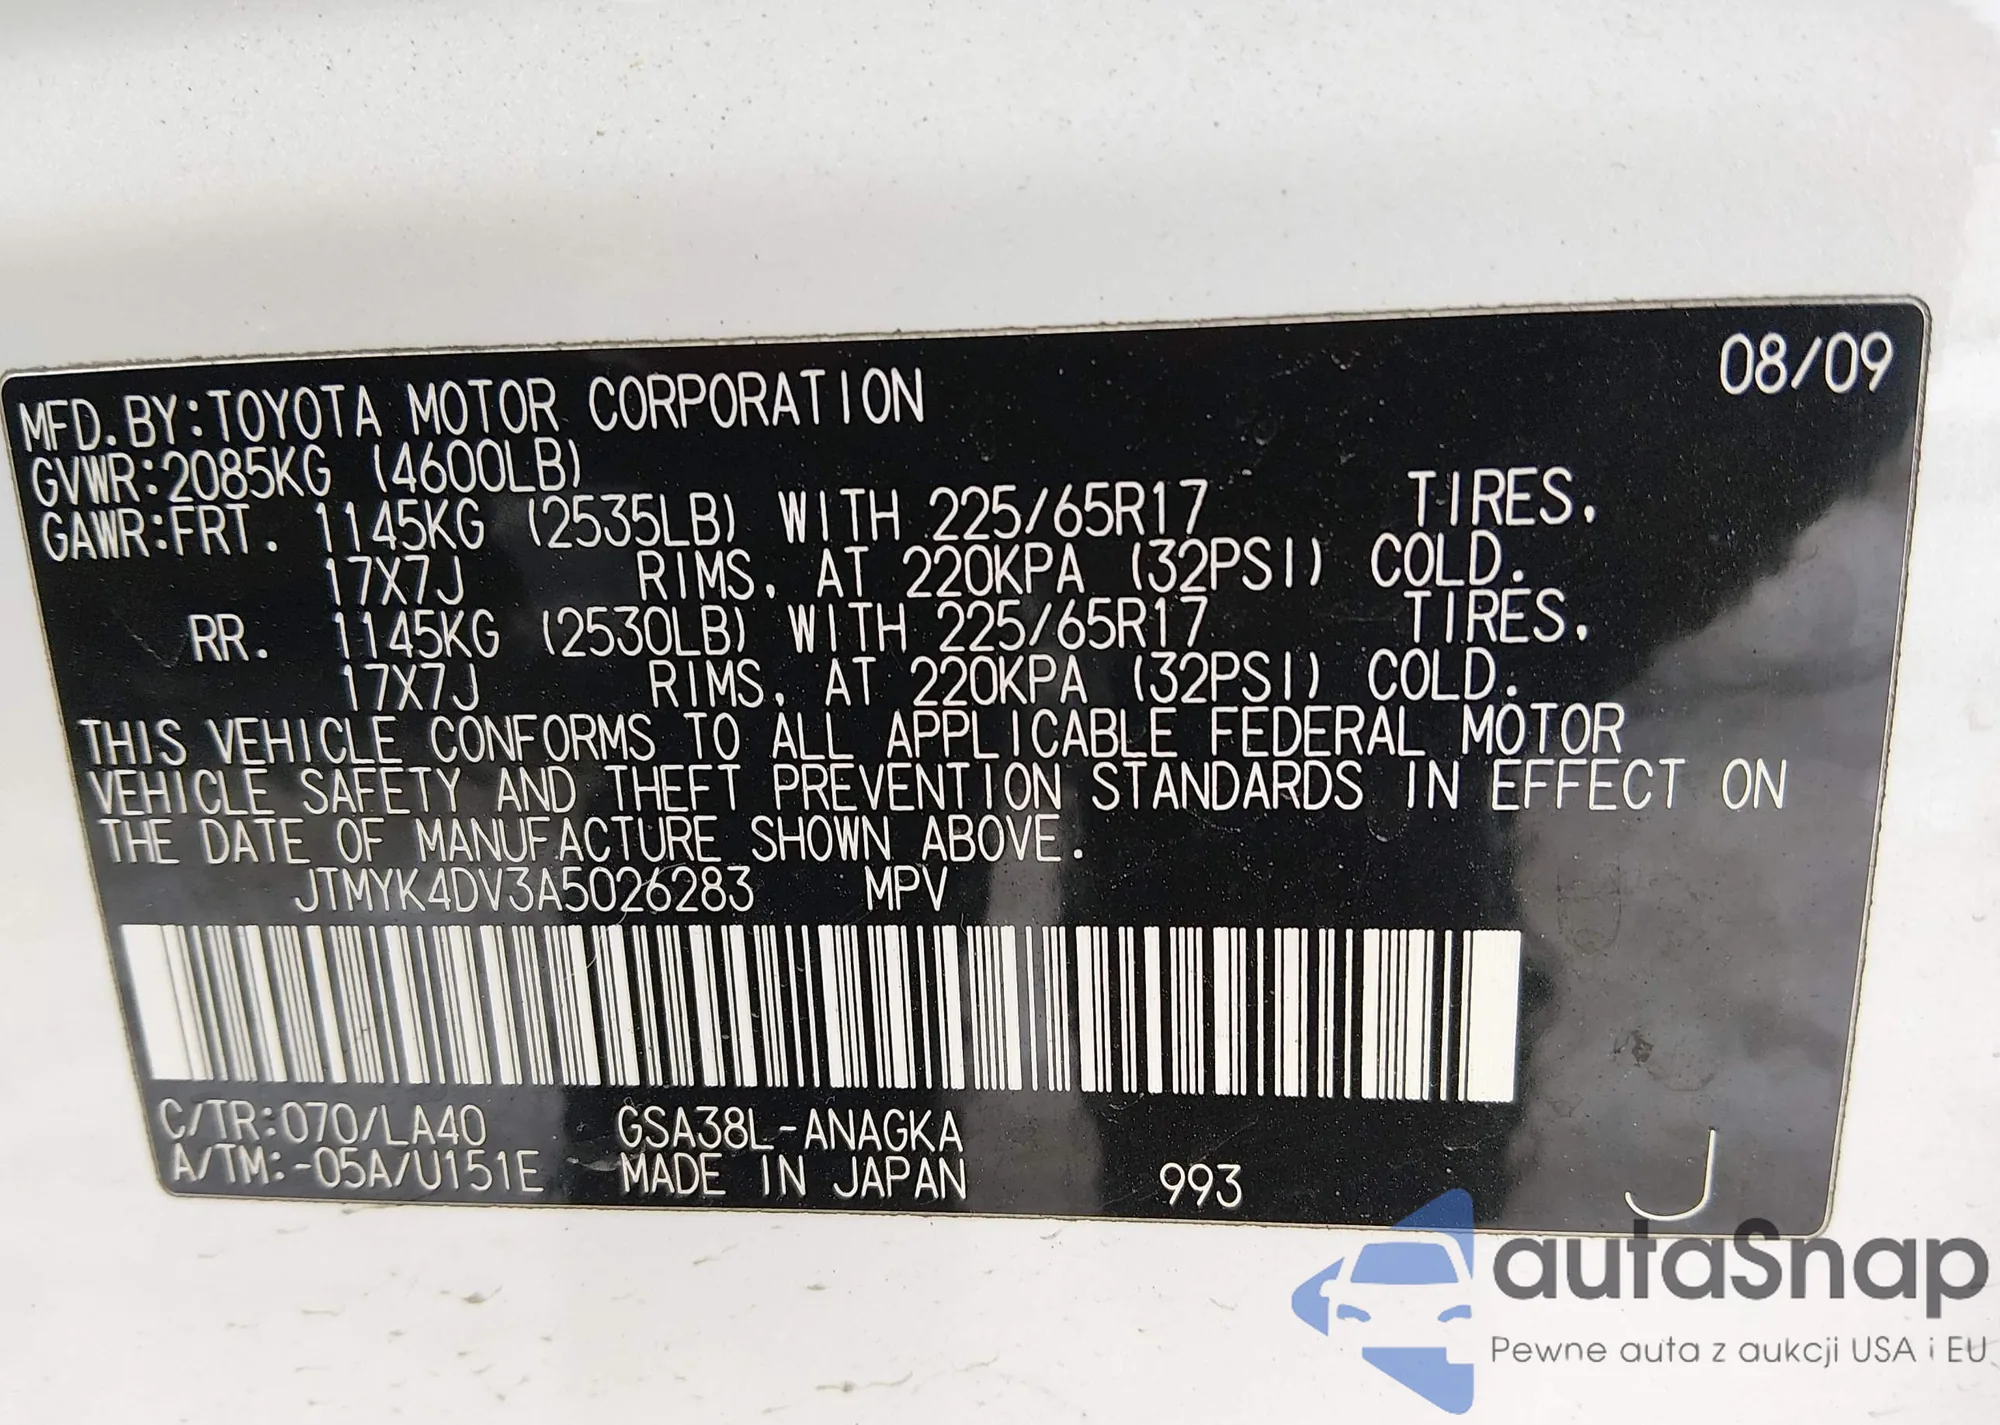 08/09
MFD. BY: TOYOTA MOTOR CORPORATION
GVWR: 2085KG (4600LB)
GAWR: FRT. 1145KG (2535LB) WITH 225/65R17 TIRES,
17X7J RIMS, AT 220KPA (32PSI) COLD.
RR. 1145KG (2530LB) WITH 225/65R17 TIRES,
17X7J RIMS, AT 220KPA (32PSI) COLD.
THIS VEHICLE CONFORMS TO ALL APPLICABLE FEDERAL MOTOR
VEHICLE SAFETY AND THEFT PREVENTION STANDARDS IN EFFECT ON
THE DATE OF MANUFACTURE SHOWN ABOVE.
JTMYK4DV3A5026283 MPV
C/TR: 070/LA40 GSA38L-ANAGKA
A/TM: -05A/U151E MADE IN JAPAN 993 J
autaSnap
Pewne auta z aukcji USA i EU